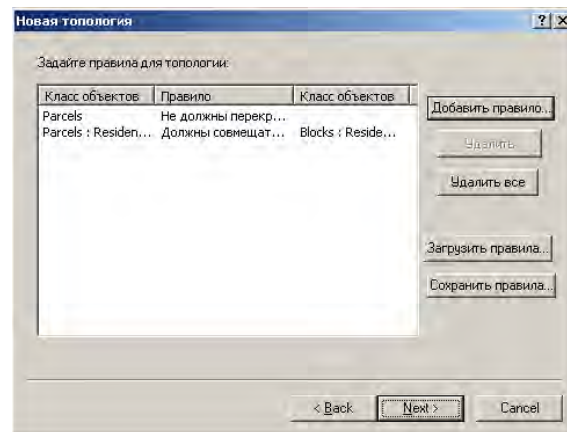 Новая топология
Задайте правила для топологии:
Класс объектов Правило Класс объектов
Parcels Не должны перекр...
Parcels : Residen... Должны совмещат... Blocks : Reside...
Добавить правило...
Удалить
Удалить все
Загрузить правила...
Сохранить правила...
< Back Next > Cancel